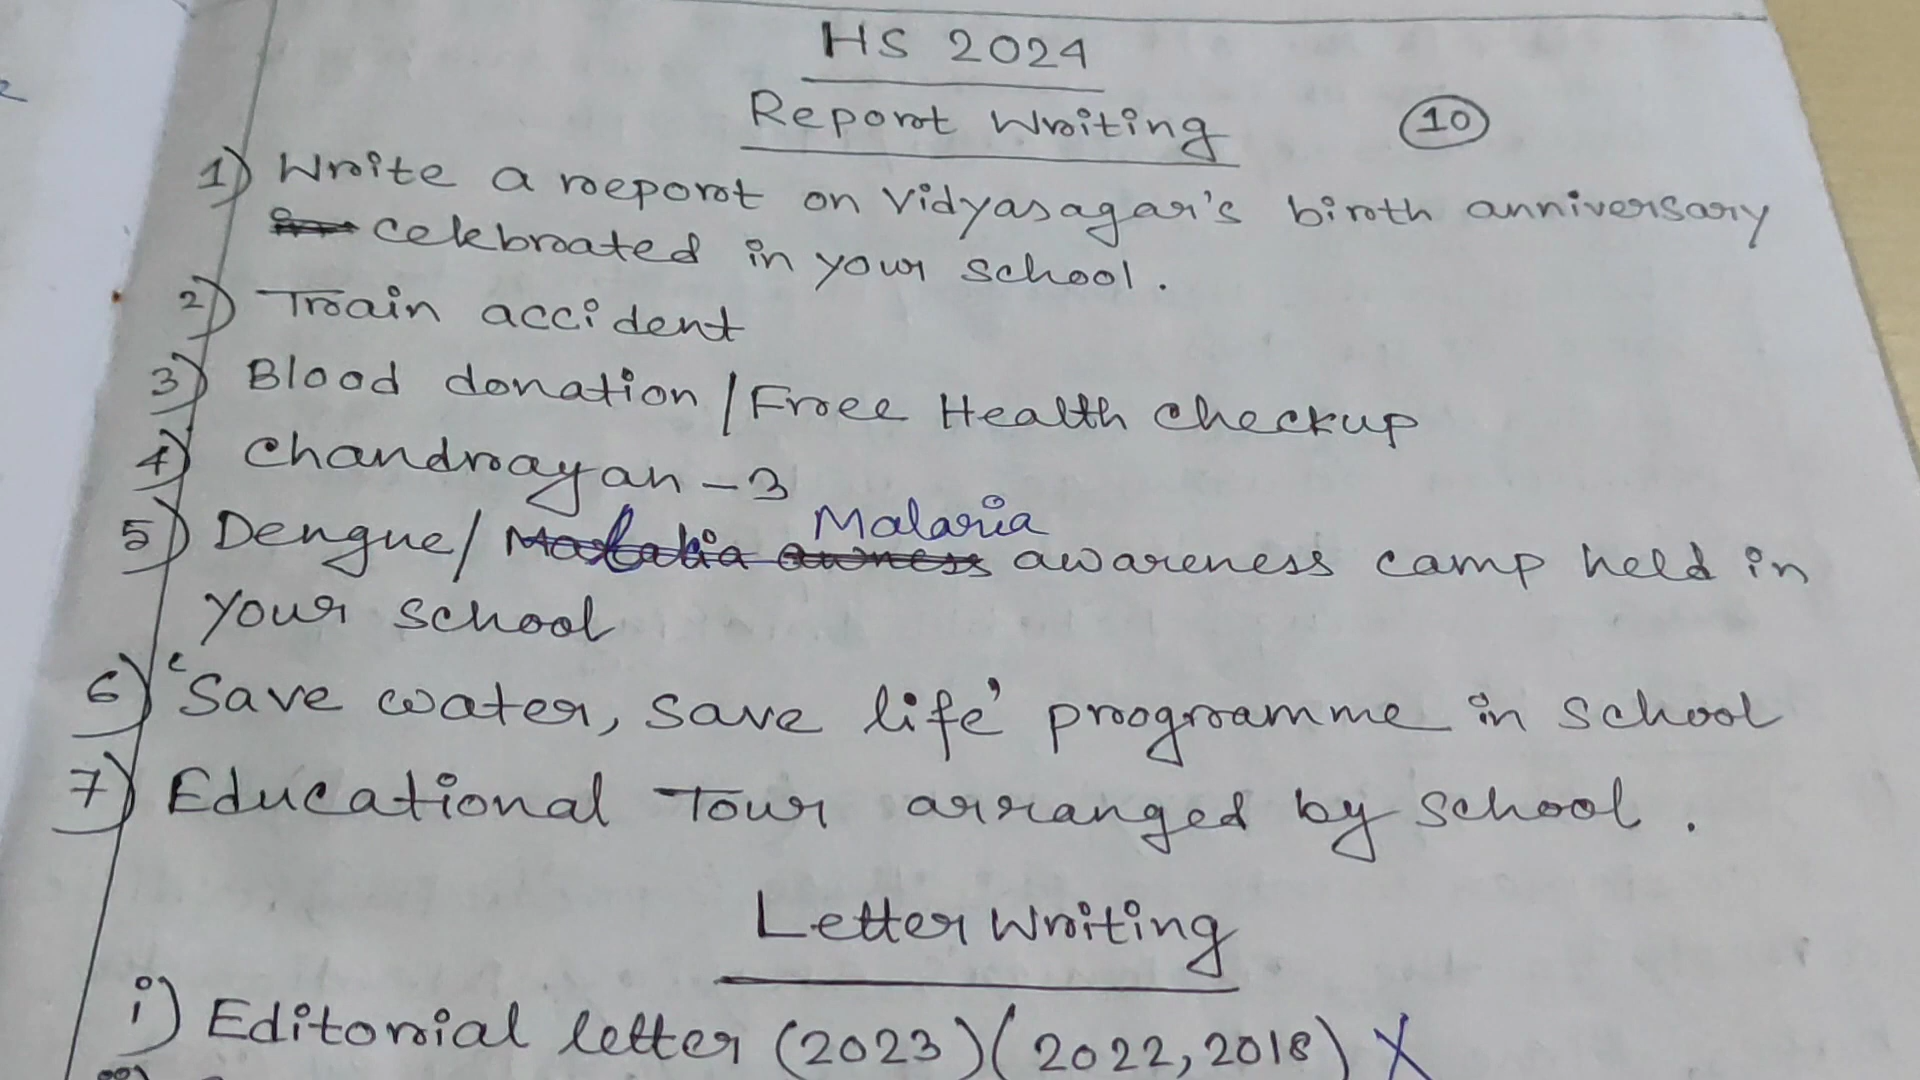 HS 2024
Report Writing
10
1) Write a report on Vidyasagar's birth anniversary
celebrated in your school.
2) Train accident
3) Blood donation / Free Health checkup
4) Chandrayan - 3
Malaria
5) Dengue / awareness camp held in
your school
6) 'Save water, save life' programme in school
7) Educational Tour arranged by school.
Letter Writing
i) Editorial letter (2023) (2022, 2018) X